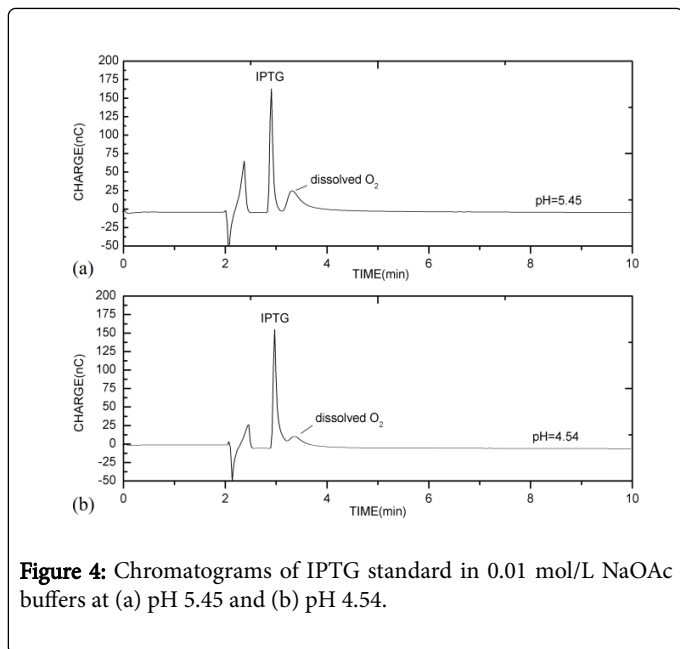 200
175
150
125
100
75
50
25
0
-25
-50
CHARGE(nC)
IPTG
dissolved O₂
pH=5.45
(a)
0 2 4 6 8 10
TIME(min)
200
175
150
125
100
75
50
25
0
-25
-50
CHARGE(nC)
IPTG
dissolved O₂
pH=4.54
(b)
0 2 4 6 8 10
TIME(min)
Figure 4: Chromatograms of IPTG standard in 0.01 mol/L NaOAc
buffers at (a) pH 5.45 and (b) pH 4.54.